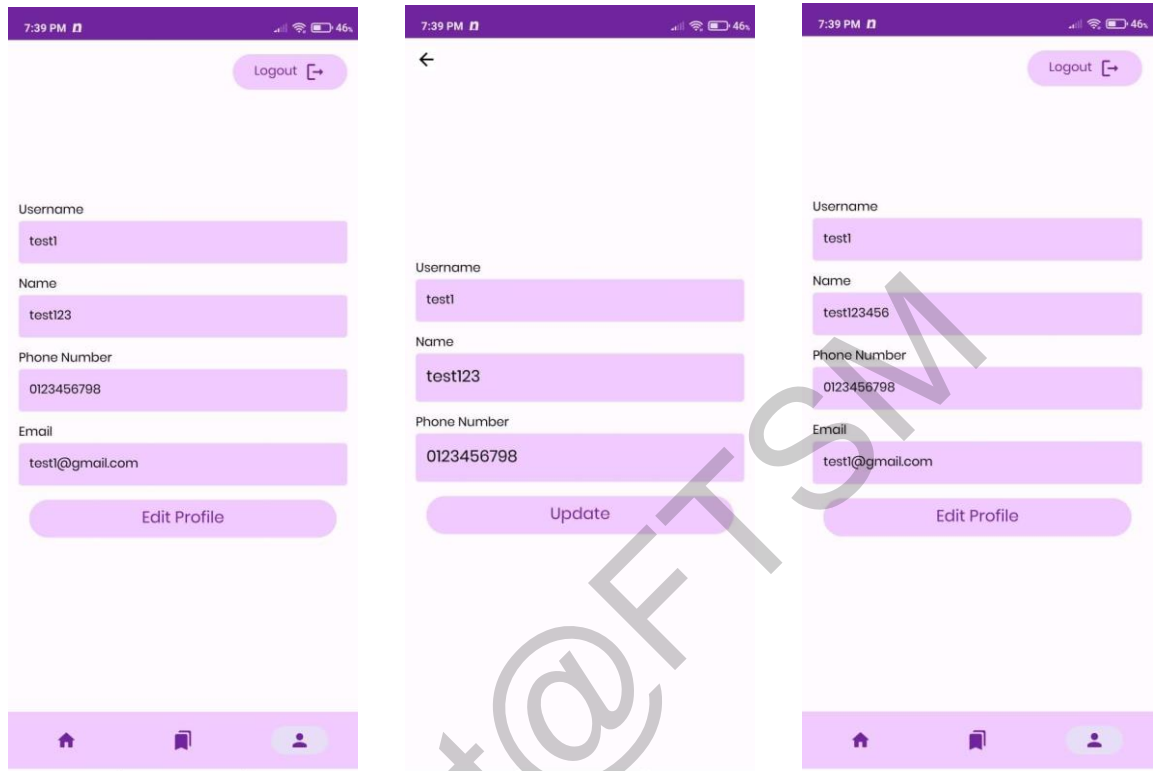 7:39 PM n 46%
Logout
Username
test1
Name
test123
Phone Number
0123456798
Email
test1@gmail.com
Edit Profile
7:39 PM n 46%
Username
test1
Name
test123
Phone Number
0123456798
Update
7:39 PM n 46%
Logout
Username
test1
Name
test123456
Phone Number
0123456798
Email
test1@gmail.com
Edit Profile
t@FTSM